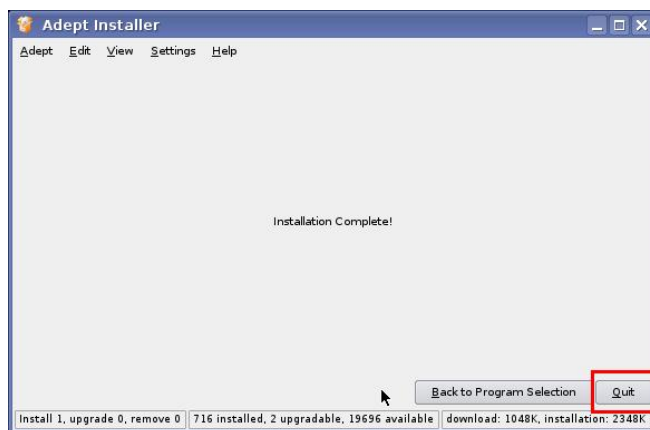 Adept Installer
Adept Edit View Settings Help
Installation Complete!
Back to Program Selection Quit
Install 1, upgrade 0, remove 0 716 installed, 2 upgradable, 19696 available download: 1048K, installation: 2348K